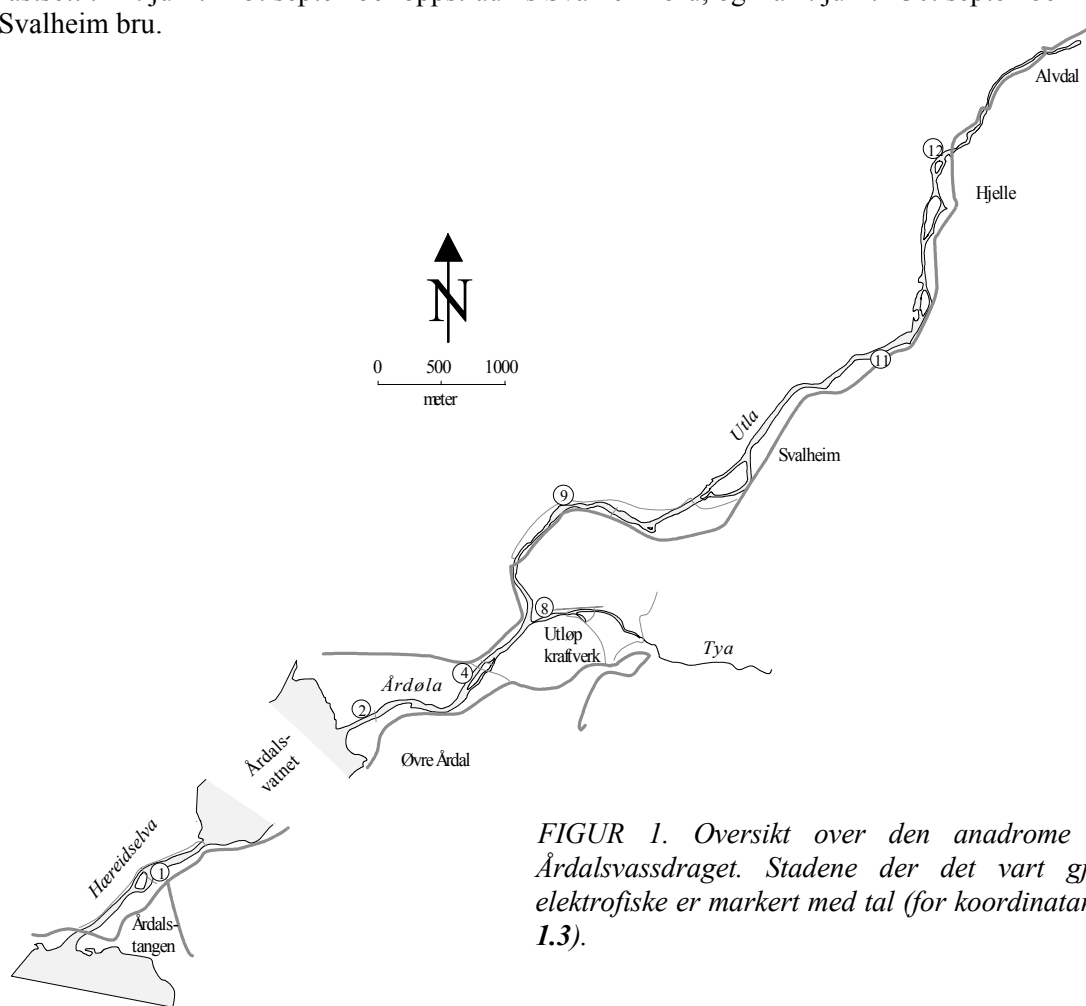 Svalheim bru.
Alvdal
12
Hjelle
N
0 500 1000
meter
11
Utla
Svalheim
9
8
Utløp
kraftverk
Tya
4
Årdøla
2
Øvre Årdal
Årdals-
vatnet
Hæreidselva
1
Årdals-
tangen
FIGUR 1. Oversikt over den anadrome
Årdalsvassdraget. Stadene der det vart
elektrofiske er markert med tal (for
1.3).